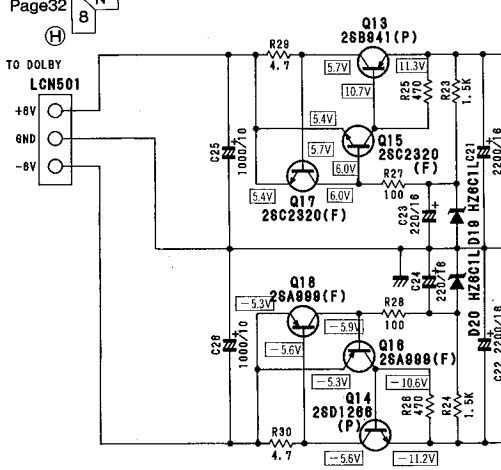 Page32
N
8
H
TO DOLBY
LCN501
+6V
GND
-6V
Q13
2SB941(P)
R29
4.7
5.7V
11.3V
10.7V
R25
470
R23
1.5K
5.4V
Q15
2SC2320
(F)
5.7V
6.0V
C25
1000/10
5.4V
6.0V
Q17
2SC2320(F)
R27
100
C23
220/16
D19 HZ6C1L
C21
2200/16
Q18
2SA999(F)
-5.3V
C24
220/16
D20 HZ6C1L
R28
100
-5.9V
-5.6V
Q16
2SA999(F)
C26
1000/10
-5.3V
-10.6V
Q14
2SD1266
(P)
R26
470
R24
1.5K
C22 2200/16
R30
4.7
-5.6V
-11.2V